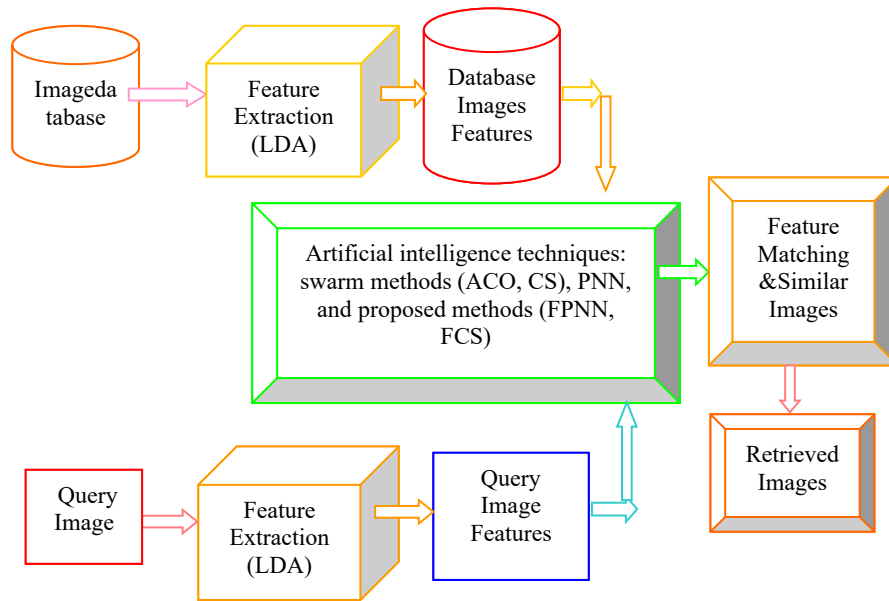 Imageda
tabase
Feature
Extraction
(LDA)
Database
Images
Features
Artificial intelligence techniques:
swarm methods (ACO, CS), PNN,
and proposed methods (FPNN,
FCS)
Feature
Matching
&Similar
Images
Query
Image
Feature
Extraction
(LDA)
Query
Image
Features
Retrieved
Images